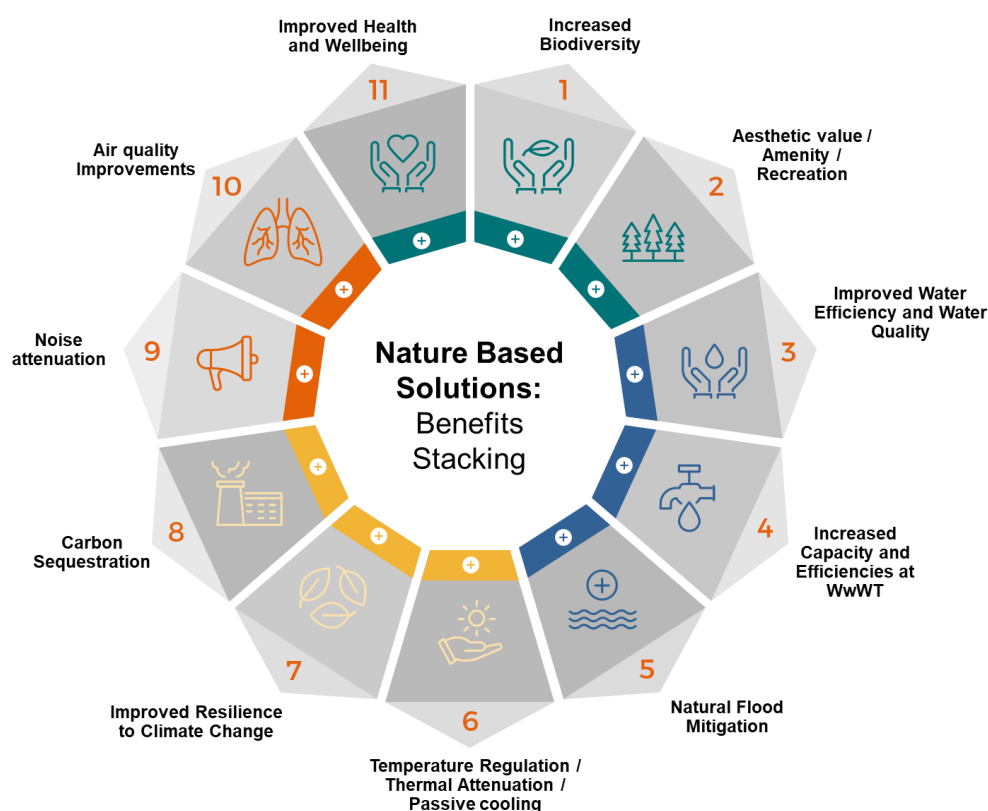 Nature Based
Solutions:
Benefits
Stacking
1
Increased
Biodiversity
2
Aesthetic value /
Amenity /
Recreation
3
Improved Water
Efficiency and Water
Quality
4
Increased
Capacity and
Efficiencies at
WwWT
5
Natural Flood
Mitigation
6
Temperature Regulation /
Thermal Attenuation /
Passive cooling
7
Improved Resilience
to Climate Change
8
Carbon
Sequestration
9
Noise
attenuation
10
Air quality
Improvements
11
Improved Health
and Wellbeing